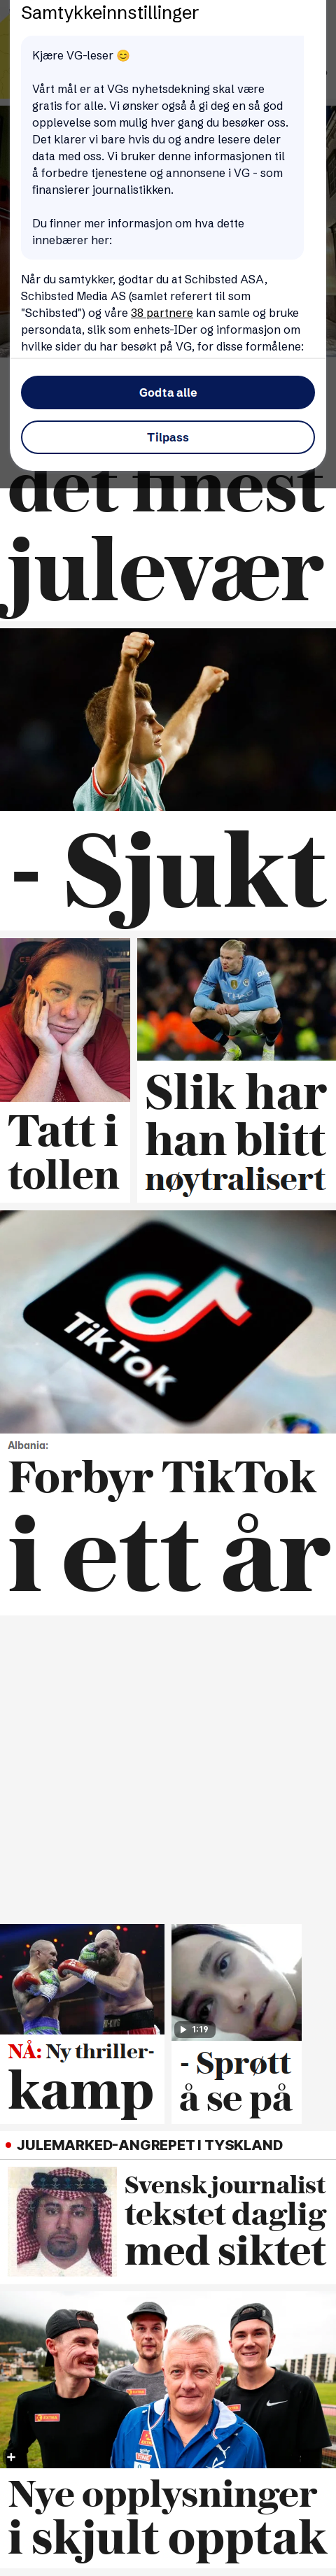 Samtykkeinnstillinger
Kjære VG-leser 😊
Vårt mål er at VGs nyhetsdekning skal være
gratis for alle. Vi ønsker også å gi deg en så god
opplevelse som mulig hver gang du besøker oss.
Det klarer vi bare hvis du og andre lesere deler
data med oss. Vi bruker denne informasjonen til
å forbedre tjenestene og annonsene i VG - som
finansierer journalistikken.
Du finner mer informasjon om hva dette
innebærer her:
Når du samtykker, godtar du at Schibsted ASA,
Schibsted Media AS (samlet referert til som
"Schibsted") og våre 38 partnere kan samle og bruke
persondata, slik som enhets-IDer og informasjon om
hvilke sider du har besøkt på VG, for disse formålene:
Godta alle
Tilpass
det finest
julevær
- Sjukt
Tatt i
tollen
Slik har
han blitt
nøytralisert
TikTok
Albania:
Forbyr TikTok
i ett år
NÅ: Ny thriller-
kamp
1:19
- Sprøtt
å se på
JULEMARKED-ANGREPET I TYSKLAND
Svensk journalist
tekstet daglig
med siktet
Nye opplysninger
i skjult opptak